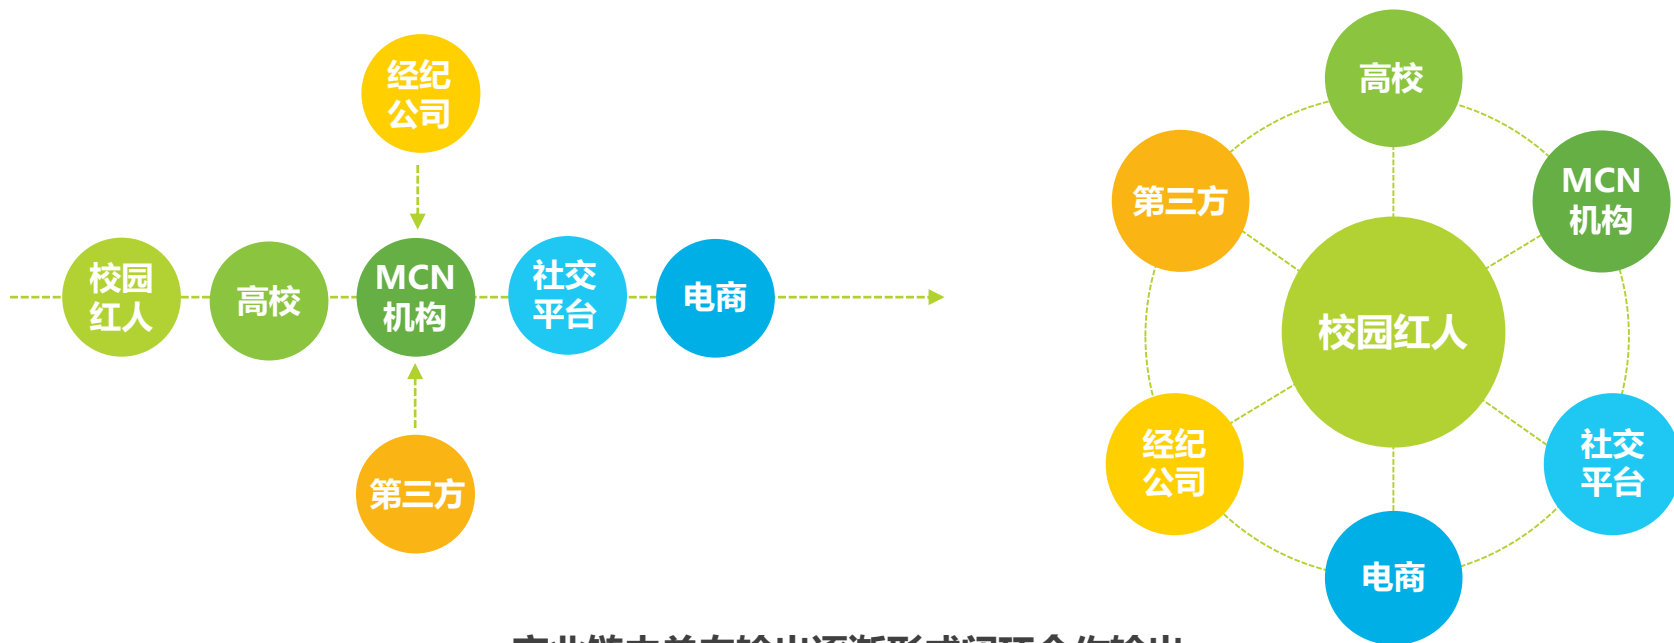 经纪
公司
校园
红人
高校
MCN
机构
社交
平台
电商
第三方
高校
第三方
MCN
机构
校园红人
经纪
公司
社交
平台
电商